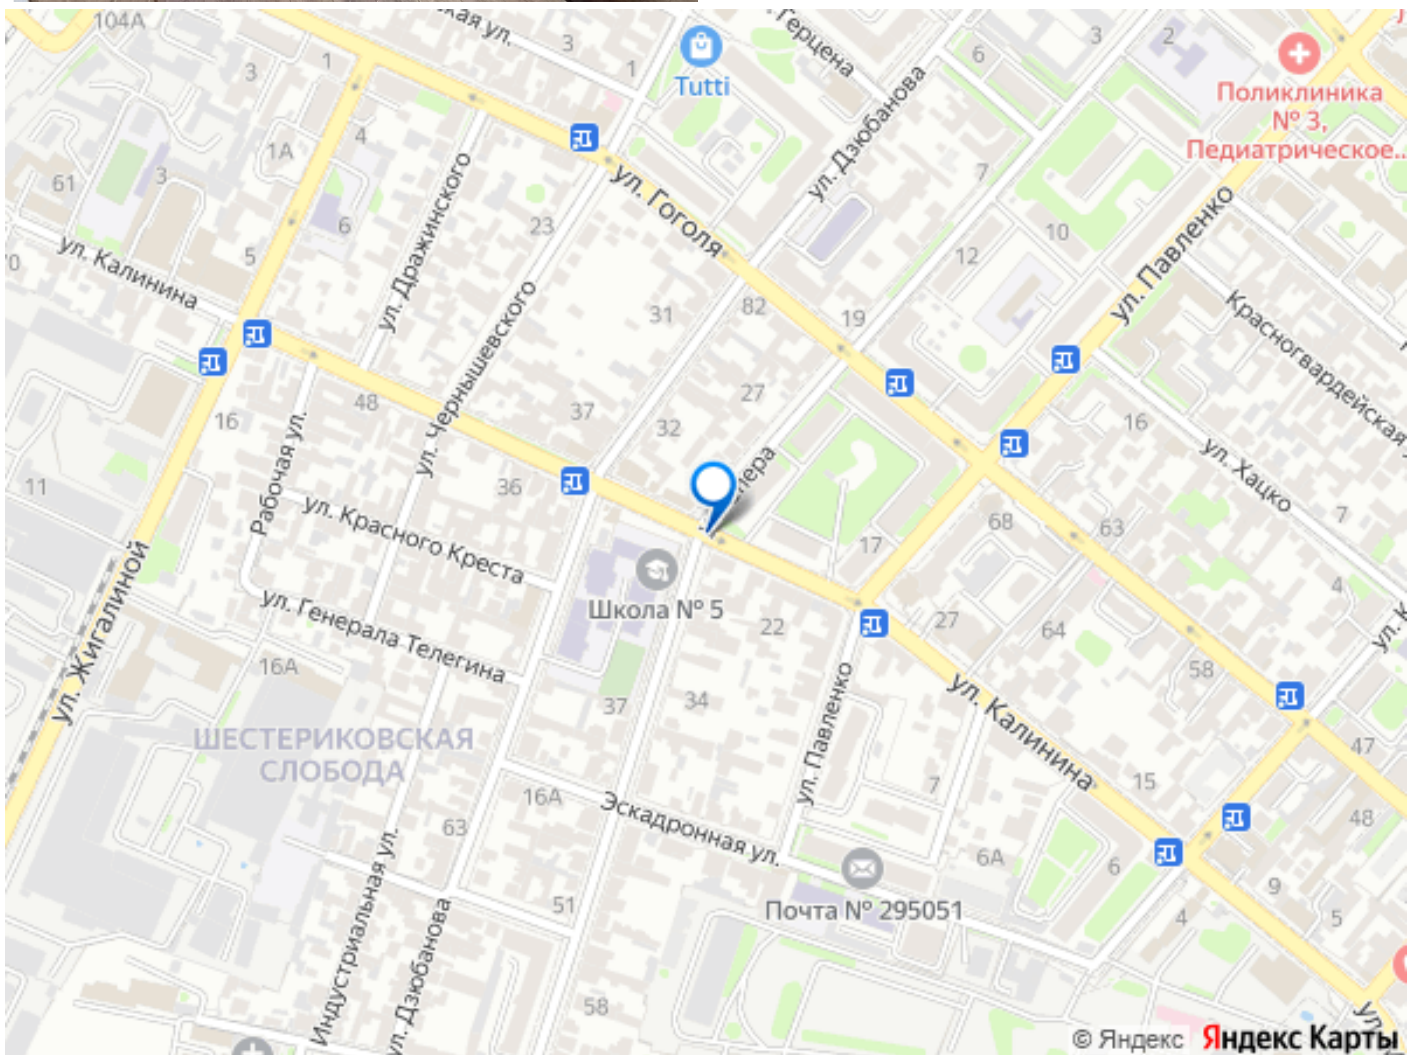 104А
ская ул.
3
1
Tutti
ул. Герцена
6
3
2
Поликлиника
№ 3,
Педиатрическое...
1
3
4
1А
3
61
6
5
ул. Калинина
ул. Дражинского
23
ул. Гоголя
ул. Дзюбанова
7
10
12
ул. Павленко
Красногвардейская
31
82
19
ул. Чернышевского
27
16
48
37
32
16
ул. Хацко
11
Рабочая ул.
36
68
63
7
ул. Красного Креста
17
4
Школа № 5
22
27
64
ул. Генерала Телегина
16А
58
ул. Жигалиной
37
34
ул. Павленко
ул. Калинина
ШЕСТЕРИКОВСКАЯ
СЛОБОДА
47
16А
Эскадронная ул.
7
15
48
63
6А
6
9
Индустриальная ул.
ул. Дзюбанова
51
Почта № 295051
4
5
58
© Яндекс Яндекс Карты